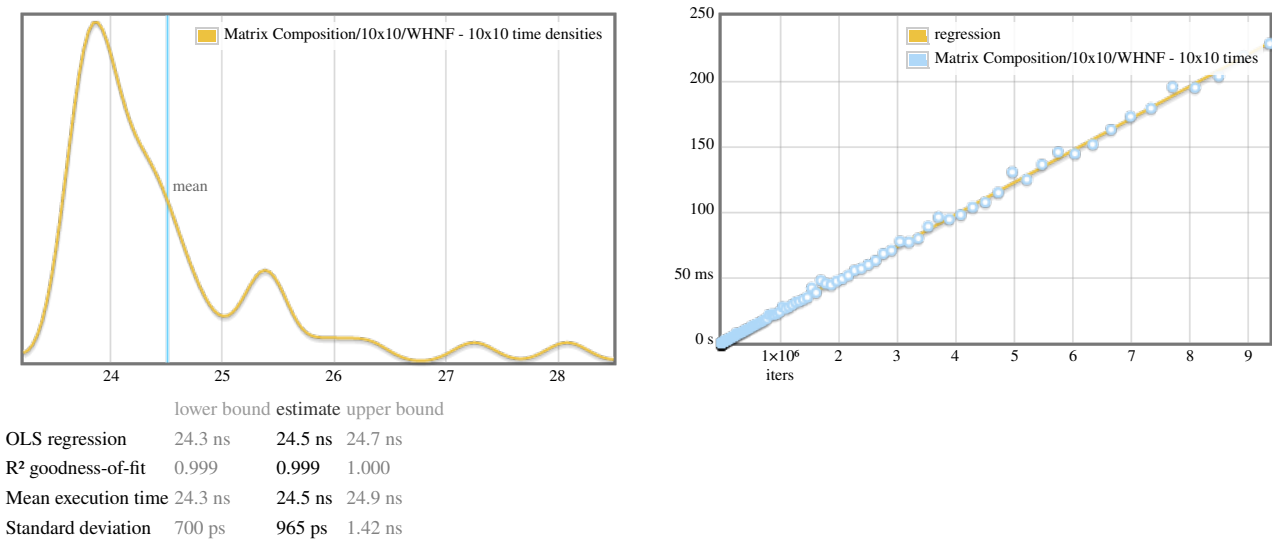 Matrix Composition/10x10/WHNF - 10x10 time densities
mean
24 25 26 27 28
250
200
150
100
50 ms
0 s
regression
Matrix Composition/10x10/WHNF - 10x10 times
1×10⁶ 2 3 4 5 6 7 8 9
iters
lower bound estimate upper bound
OLS regression 24.3 ns 24.5 ns 24.7 ns
R² goodness-of-fit 0.999 0.999 1.000
Mean execution time 24.3 ns 24.5 ns 24.9 ns
Standard deviation 700 ps 965 ps 1.42 ns